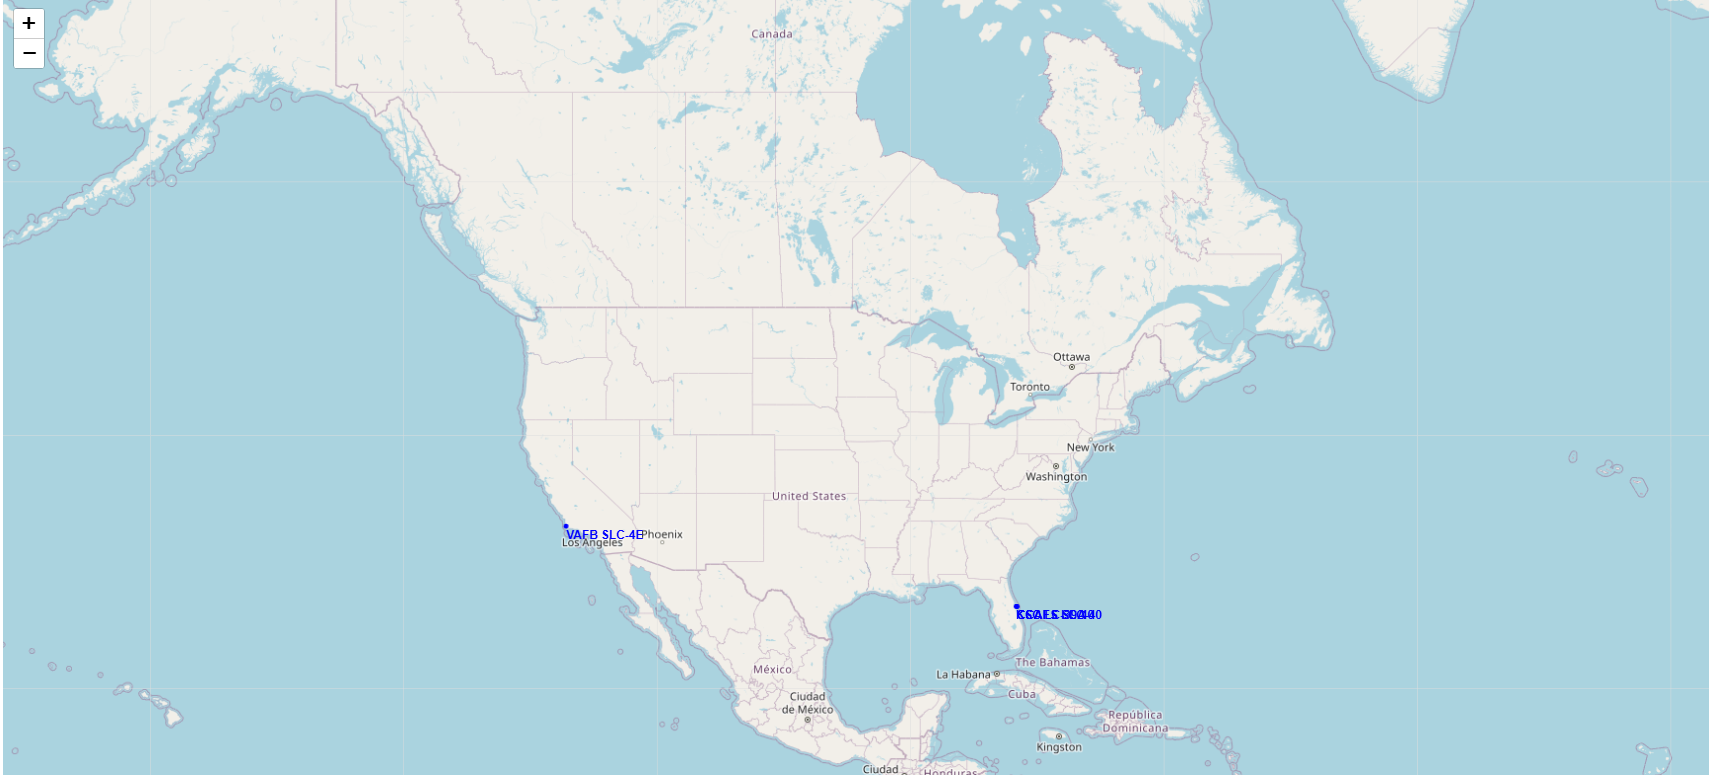 +
−
Canada
Ottawa
Toronto
New York
Washington
United States
VAFB SLC-4E
Phoenix
Los Angeles
The Bahamas
México
La Habana
Cuba
Ciudad
de México
República
Dominicana
Kingston
Ciudad
Honduras